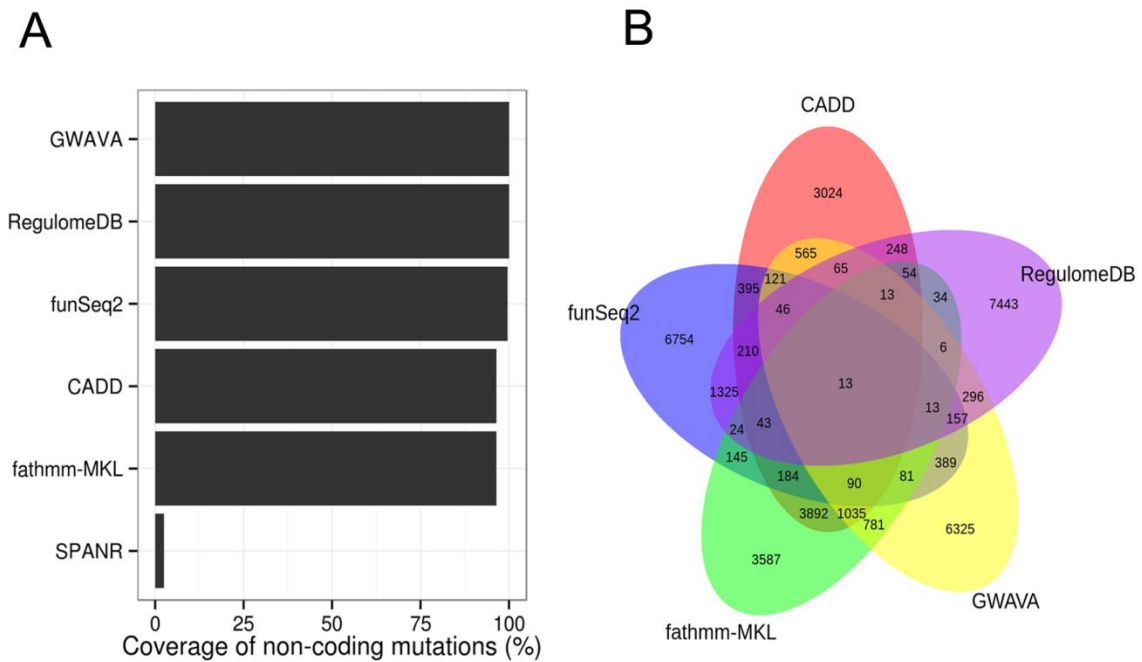 A
GWAVA
RegulomeDB
funSeq2
CADD
fathmm-MKL
SPANR
0 25 50 75 100
Coverage of non-coding mutations (%)
B
CADD
3024
565
248
RegulomeDB
121
65
54
395
13
34
7443
funSeq2
46
6754
210
6
13
1325
296
13
157
24
43
145
389
184
90
81
3892
1035
781
6325
3587
GWAVA
fathmm-MKL